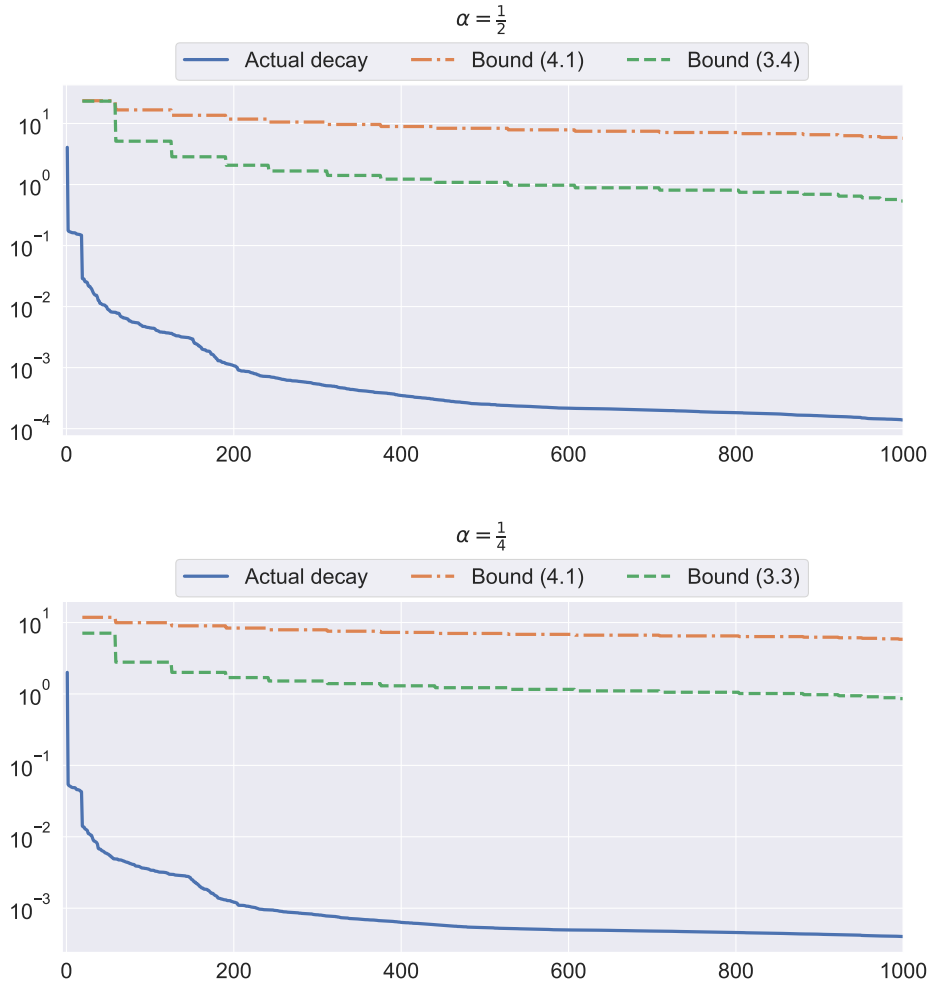 α = 1/2
Actual decay Bound (4.1) Bound (3.4)
10^1
10^0
10^−1
10^−2
10^−3
10^−4
0 200 400 600 800 1000
α = 1/4
Actual decay Bound (4.1) Bound (3.3)
10^1
10^0
10^−1
10^−2
10^−3
0 200 400 600 800 1000